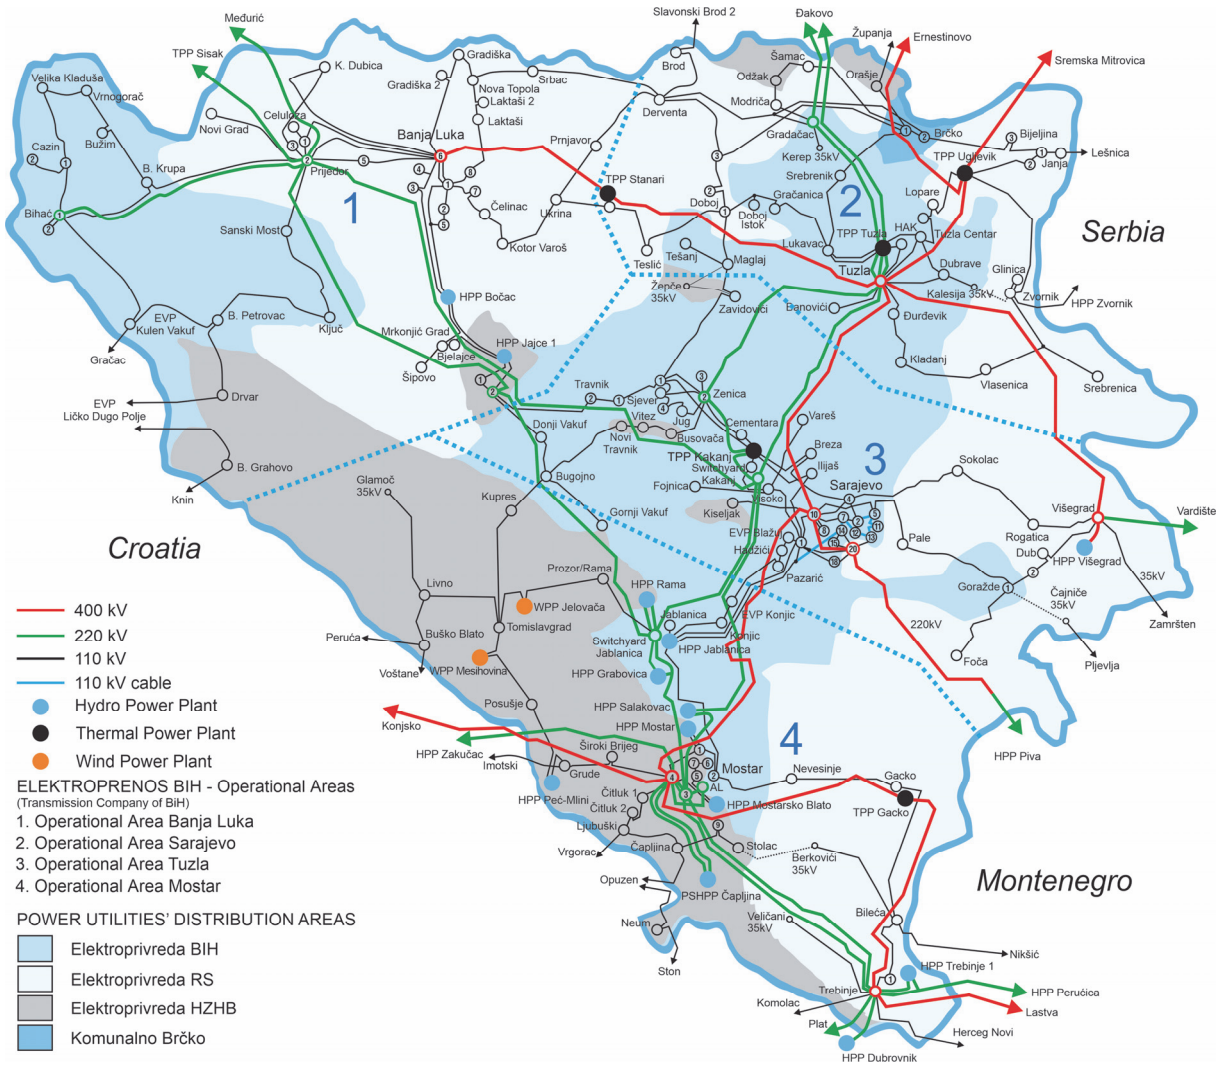 Međurić
Slavonski Brod 2
Đakovo
Županja
Ernestinovo
TPP Sisak
Sremska Mitrovica
Velika Kladuša
Vrnogorač
K. Dubica
Gradiška
Gradiška 2
Nova Topola
Srbac
Brod
Šamac
Odžak
Orašje
Laktaši 2
Laktaši
Derventa
Modriča
Novi Grad
Celuloza
Bužim
Cazin
Banja Luka
Prnjavor
Gradačac
Brčko
Bijeljina
Janja
Lešnica
B. Krupa
Prijedor
Kerep 35kV
TPP Ugljevik
TPP Stanari
Srebrenik
Bihać
1
Čelinac
Ukrina
Doboj
Doboj
Istok
Gračanica
2
Lopare
Sanski Most
Kotor Varoš
Teslić
Lukavac
TPP Tuzla
HAK
Tuzla Centar
Serbia
Tešanj
Maglaj
Tuzla
Dubrave
Glinica
Žepče
35kV
Kalesija 35kV
HPP Bočac
Zavidovići
Banovići
Đurđevik
Zvornik
HPP Zvornik
EVP
Kulen Vakuf
B. Petrovac
Ključ
Mrkonjić Grad
Bjelajce
HPP Jajce 1
Gračac
Šipovo
Kladanj
Vlasenica
Srebrenica
Drvar
EVP
Ličko Dugo Polje
Travnik
Sjever
Zenica
Vitez
Jug
Donji Vakuf
Novi
Travnik
Busovača
Cementara
Vareš
Breza
TPP Kakanj
Switchyard
Kakanj
Ilijaš
3
B. Grahovo
Knin
Glamoč
35kV
Bugojno
Fojnica
Visoko
Sarajevo
Sokolac
Kupres
Kiseljak
Višegrad
Vardište
Gornji Vakuf
EVP Blažuj
Hadžići
Pale
Rogatica
Dub
HPP Višegrad
Croatia
Pazarić
Goražde
Čajniče
35kV
35kV
Prozor/Rama
HPP Rama
Livno
WPP Jelovača
Jablanica
EVP Konjic
220kV
Zamršten
400 kV
220 kV
110 kV
110 kV cable
Hydro Power Plant
Thermal Power Plant
Wind Power Plant
Peruća
Buško Blato
Tomislavgrad
Switchyard
Jablanica
Konjic
HPP Jablanica
Foča
Pljevlja
Voštane
WPP Mesihovina
HPP Grabovica
Posušje
HPP Salakovac
HPP Mostar
4
Konjsko
HPP Zakučac
Imotski
Široki Brijeg
Grude
Mostar
Nevesinje
Gacko
HPP Piva
HPP Peć-Mlini
Čitluk 1
Čitluk 2
AL
HPP Mostarsko Blato
TPP Gacko
Ljubuški
Vrgorac
Čapljina
Stolac
Berkovići
35kV
Opuzen
PSHPP Čapljina
Montenegro
Neum
Veličani
35kV
Bileća
Ston
Nikšić
HPP Trebinje 1
Trebinje
HPP Perućica
Komolac
Lastva
Plat
Herceg Novi
HPP Dubrovnik
ELEKTROPRENOS BIH - Operational Areas
(Transmission Company of BiH)
1. Operational Area Banja Luka
2. Operational Area Sarajevo
3. Operational Area Tuzla
4. Operational Area Mostar
POWER UTILITIES' DISTRIBUTION AREAS
Elektroprivreda BIH
Elektroprivreda RS
Elektroprivreda HZHB
Komunalno Brčko